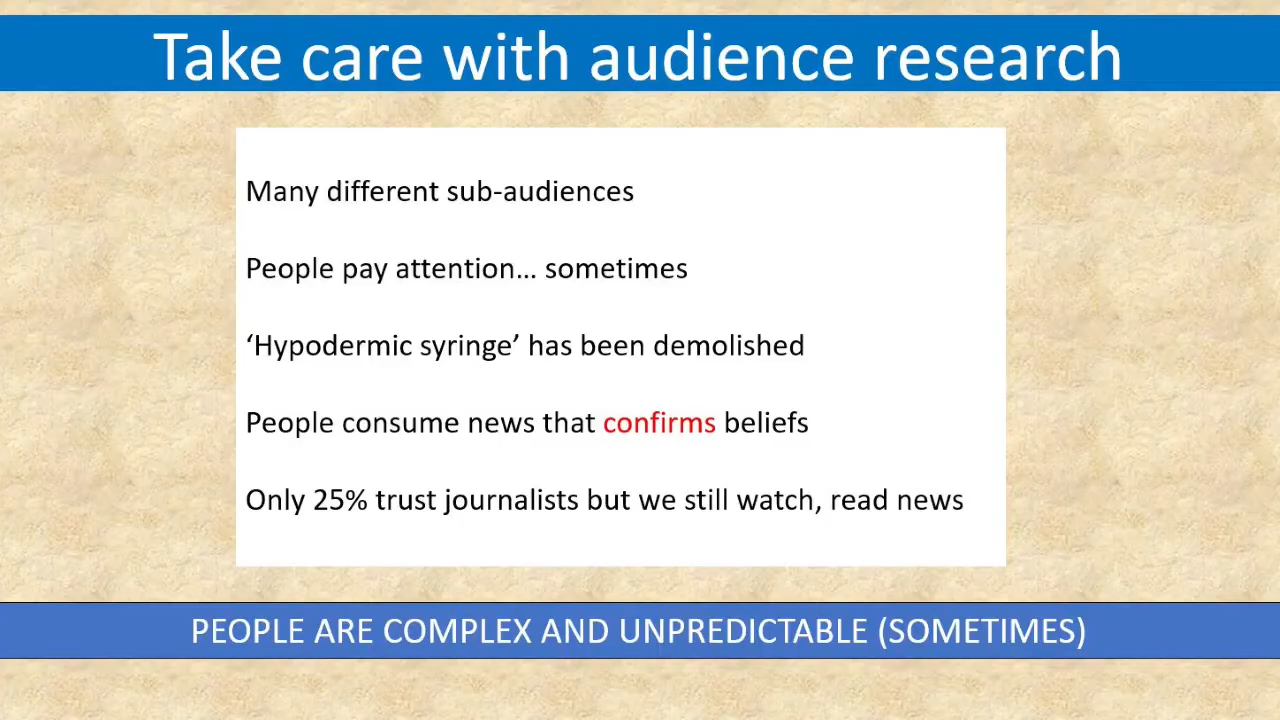 Take care with audience research
Many different sub-audiences
People pay attention... sometimes
‘Hypodermic syringe’ has been demolished
People consume news that confirms beliefs
Only 25% trust journalists but we still watch, read news
PEOPLE ARE COMPLEX AND UNPREDICTABLE (SOMETIMES)